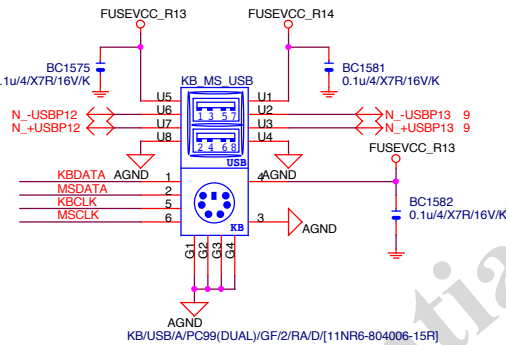 FUSEVCC_R13 FUSEVCC_R14
BC1575 KB_MS_USB BC1581
.1u/4/X7R/16V/K 0.1u/4/X7R/16V/K
U5 U1
N_-USBP12 U6 1 3 5 7 U2 N_-USBP13 9
N_+USBP12 U7 U3 N_+USBP13 9
U8 2 4 6 8 U4
USB FUSEVCC_R13
AGND AGND
KBDATA 1 4
MSDATA 2 BC1582
KBCLK 5 0.1u/4/X7R/16V/K
MSCLK 6 KB 3 AGND
G1 G2 G3 G4
AGND
KB/USB/A/PC99(DUAL)/GF/2/RA/D/[11NR6-804006-15R]